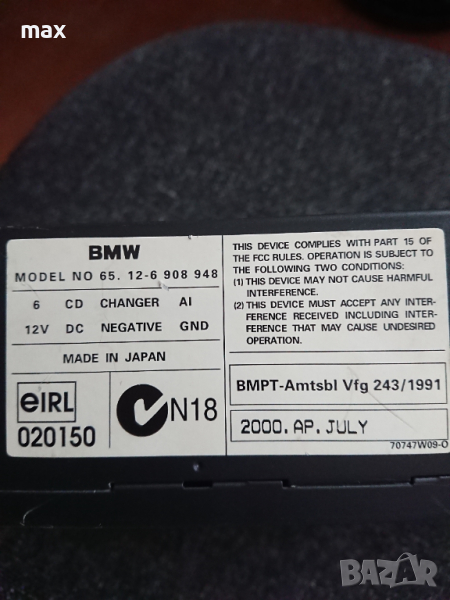 max
BMW
MODEL NO 65. 12-6 908 948
6 CD CHANGER AI
12V DC NEGATIVE GND
MADE IN JAPAN
eIRL
020150
N18
THIS DEVICE COMPLIES WITH PART 15 OF
THE FCC RULES. OPERATION IS SUBJECT TO
THE FOLLOWING TWO CONDITIONS:
(1) THIS DEVICE MAY NOT CAUSE HARMFUL
INTERFERENCE.
(2) THIS DEVICE MUST ACCEPT ANY INTER-
FERENCE RECEIVED INCLUDING INTER-
FERENCE THAT MAY CAUSE UNDESIRED
OPERATION.
BMPT-Amtsbl Vfg 243/1991
2000. AP. JULY
70747W09-O
BAZAR